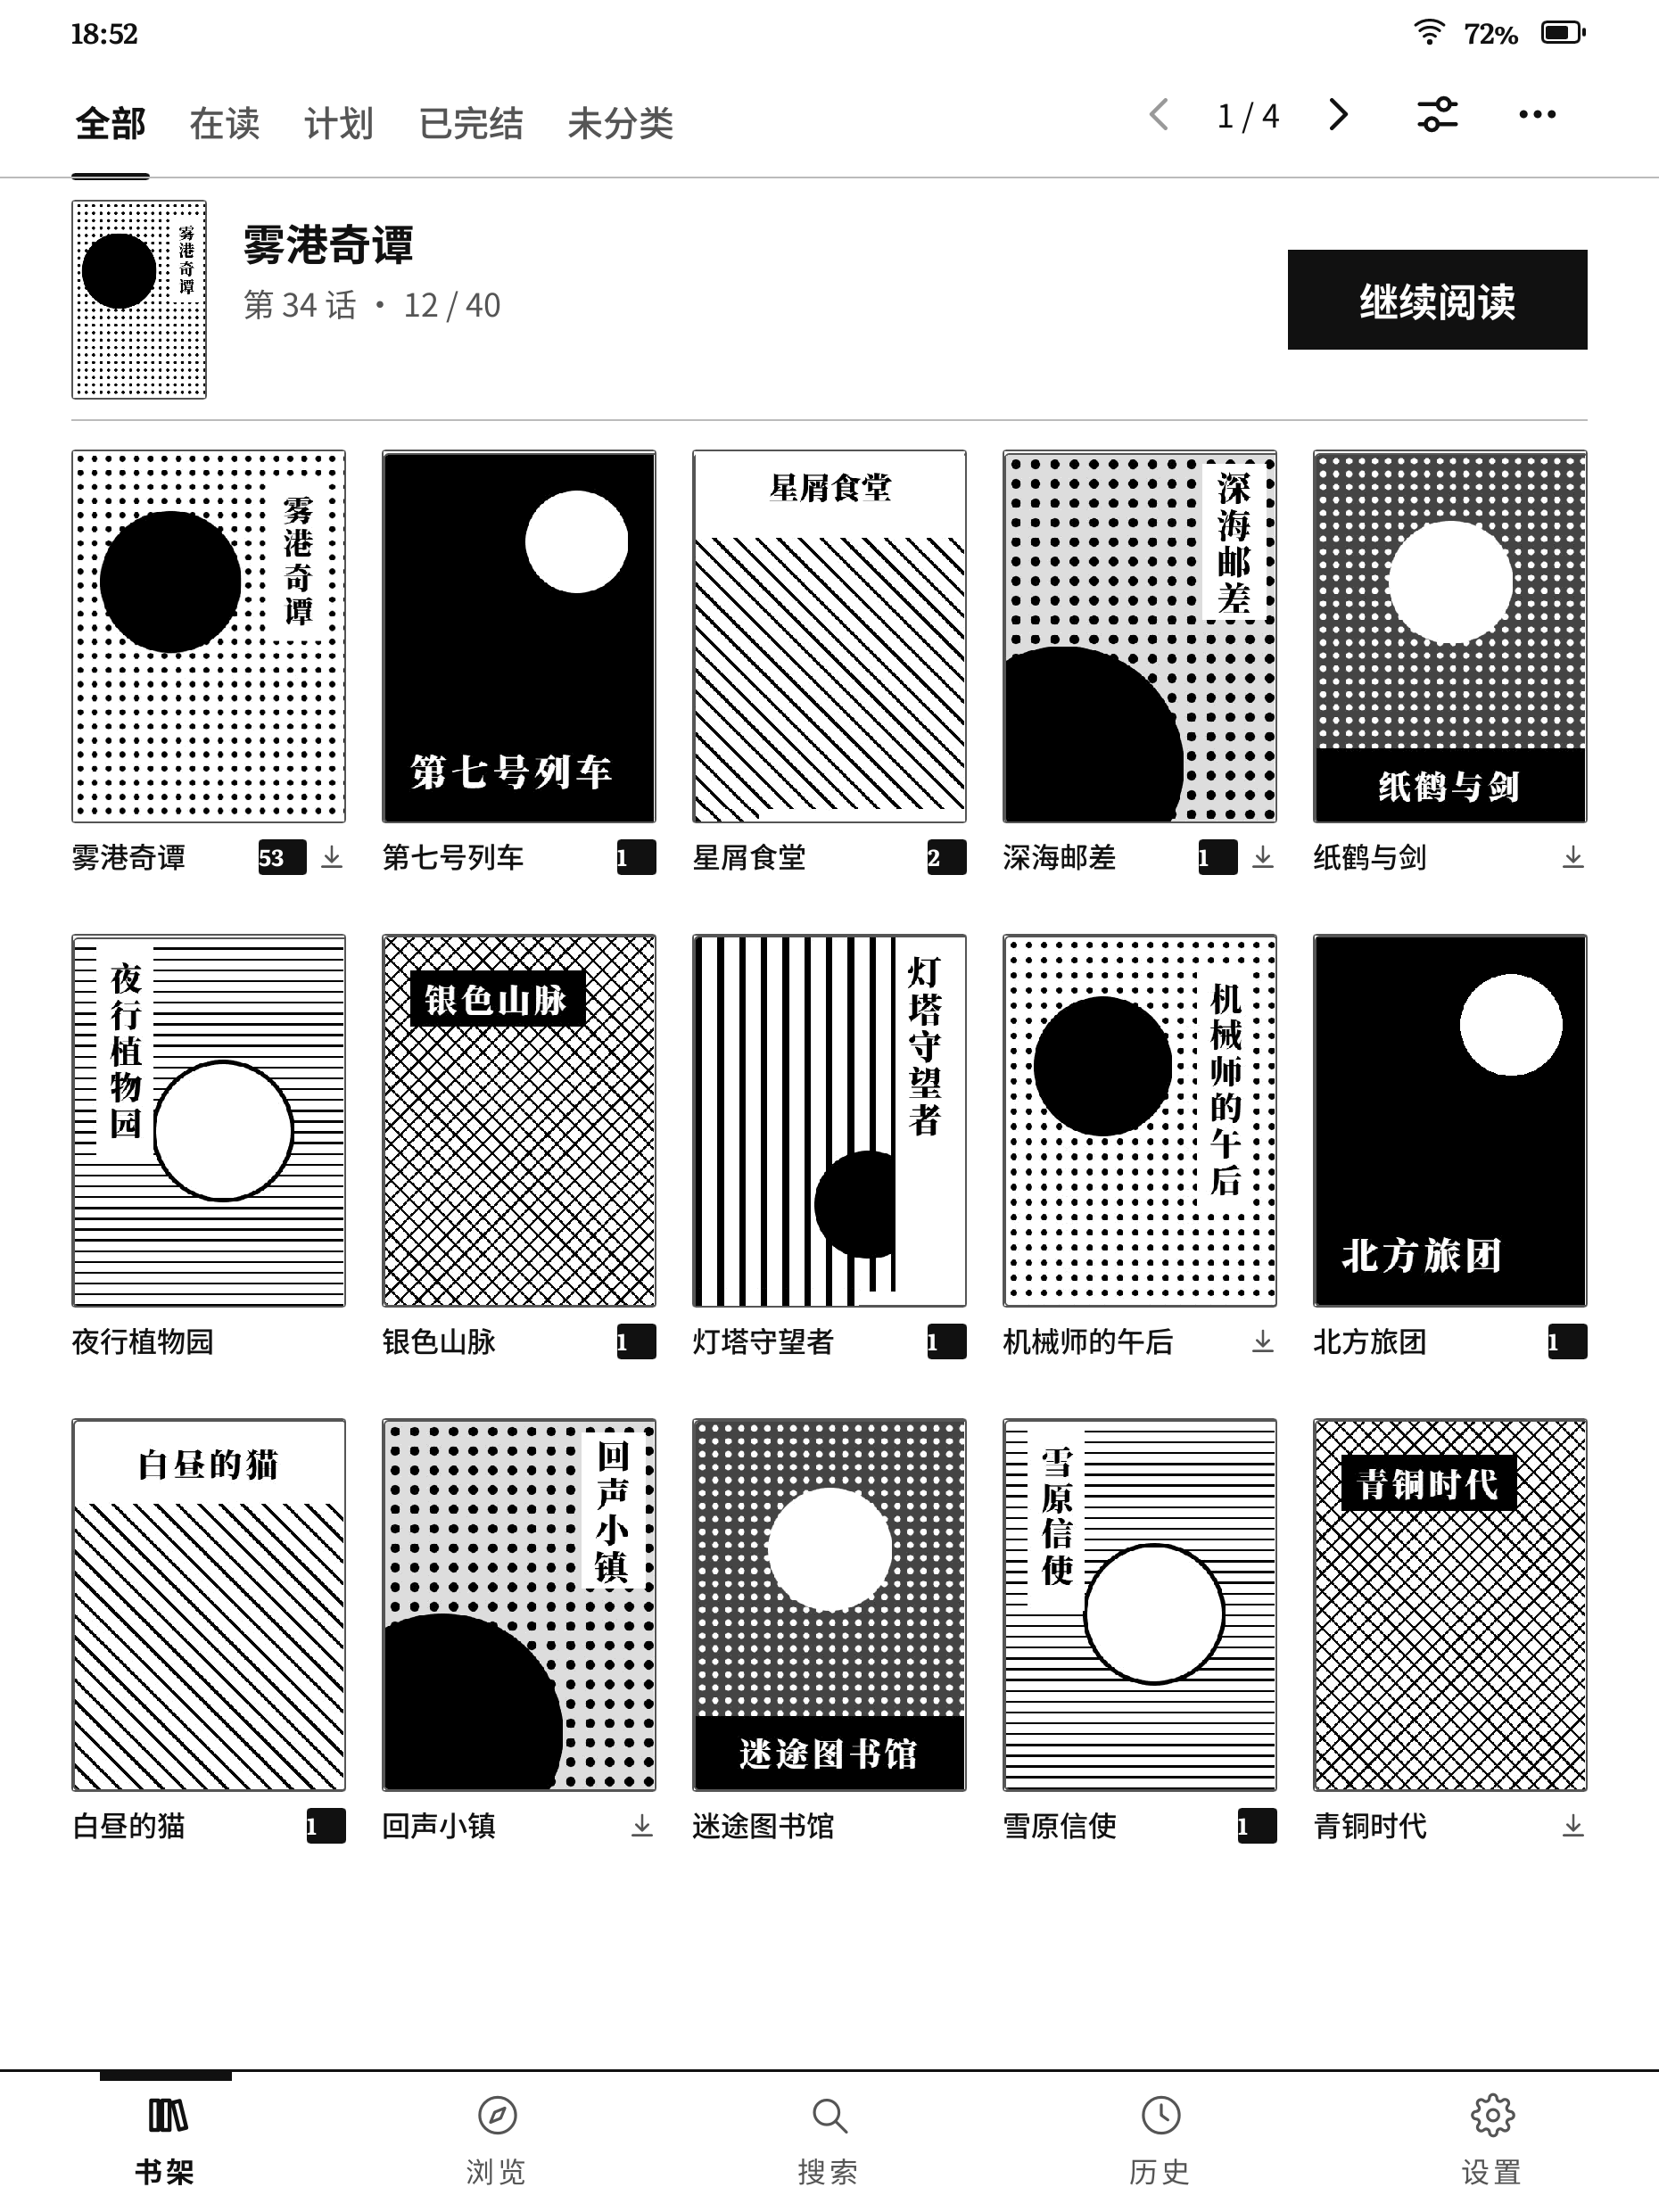 18:52 72%
全部 在读 计划 已完结 未分类 1 / 4
雾港奇谭
雾港奇谭
第 34 话 · 12 / 40
继续阅读
雾港奇谭
第七号列车
星屑食堂
深海邮差
纸鹤与剑
雾港奇谭 53
第七号列车 1
星屑食堂 2
深海邮差 1
纸鹤与剑
夜行植物园
银色山脉
灯塔守望者
机械师的午后
北方旅团
夜行植物园
银色山脉 1
灯塔守望者 1
机械师的午后
北方旅团 1
白昼的猫
回声小镇
迷途图书馆
雪原信使
青铜时代
白昼的猫 1
回声小镇
迷途图书馆
雪原信使 1
青铜时代
书架 浏览 搜索 历史 设置